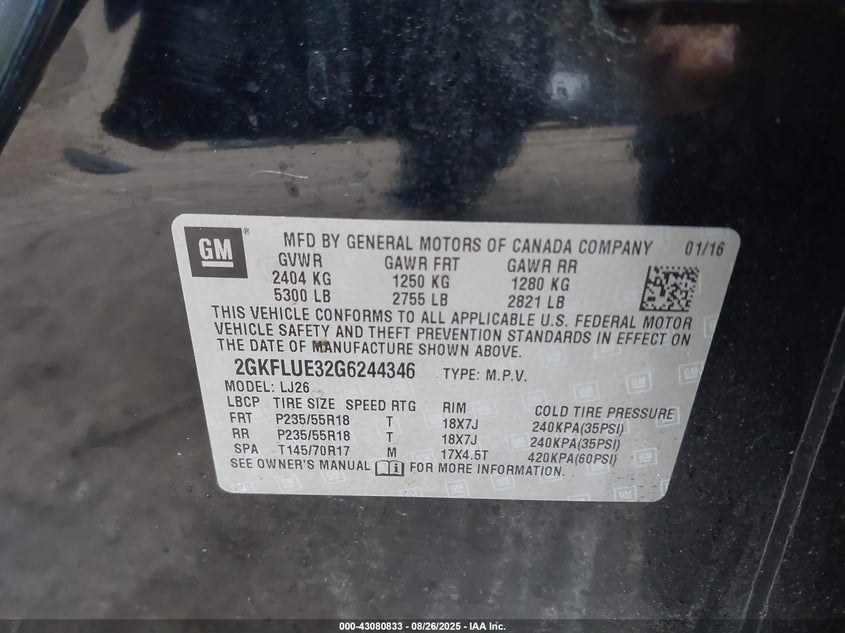 GM
MFD BY GENERAL MOTORS OF CANADA COMPANY 01/16
GVWR GAWR FRT GAWR RR
2404 KG 1250 KG 1280 KG
5300 LB 2755 LB 2821 LB
THIS VEHICLE CONFORMS TO ALL APPLICABLE U.S. FEDERAL MOTOR
VEHICLE SAFETY AND THEFT PREVENTION STANDARDS IN EFFECT ON
THE DATE OF MANUFACTURE SHOWN ABOVE.
2GKFLUE32G6244346 TYPE: M.P.V.
MODEL: LJ26
LBCP TIRE SIZE SPEED RTG RIM COLD TIRE PRESSURE
FRT P235/55R18 T 18X7J 240KPA(35PSI)
RR P235/55R18 T 18X7J 240KPA(35PSI)
SPA T145/70R17 M 17X4.5T 420KPA(60PSI)
SEE OWNER'S MANUAL FOR MORE INFORMATION.
000-43080833 - 08/26/2025 - IAA Inc.